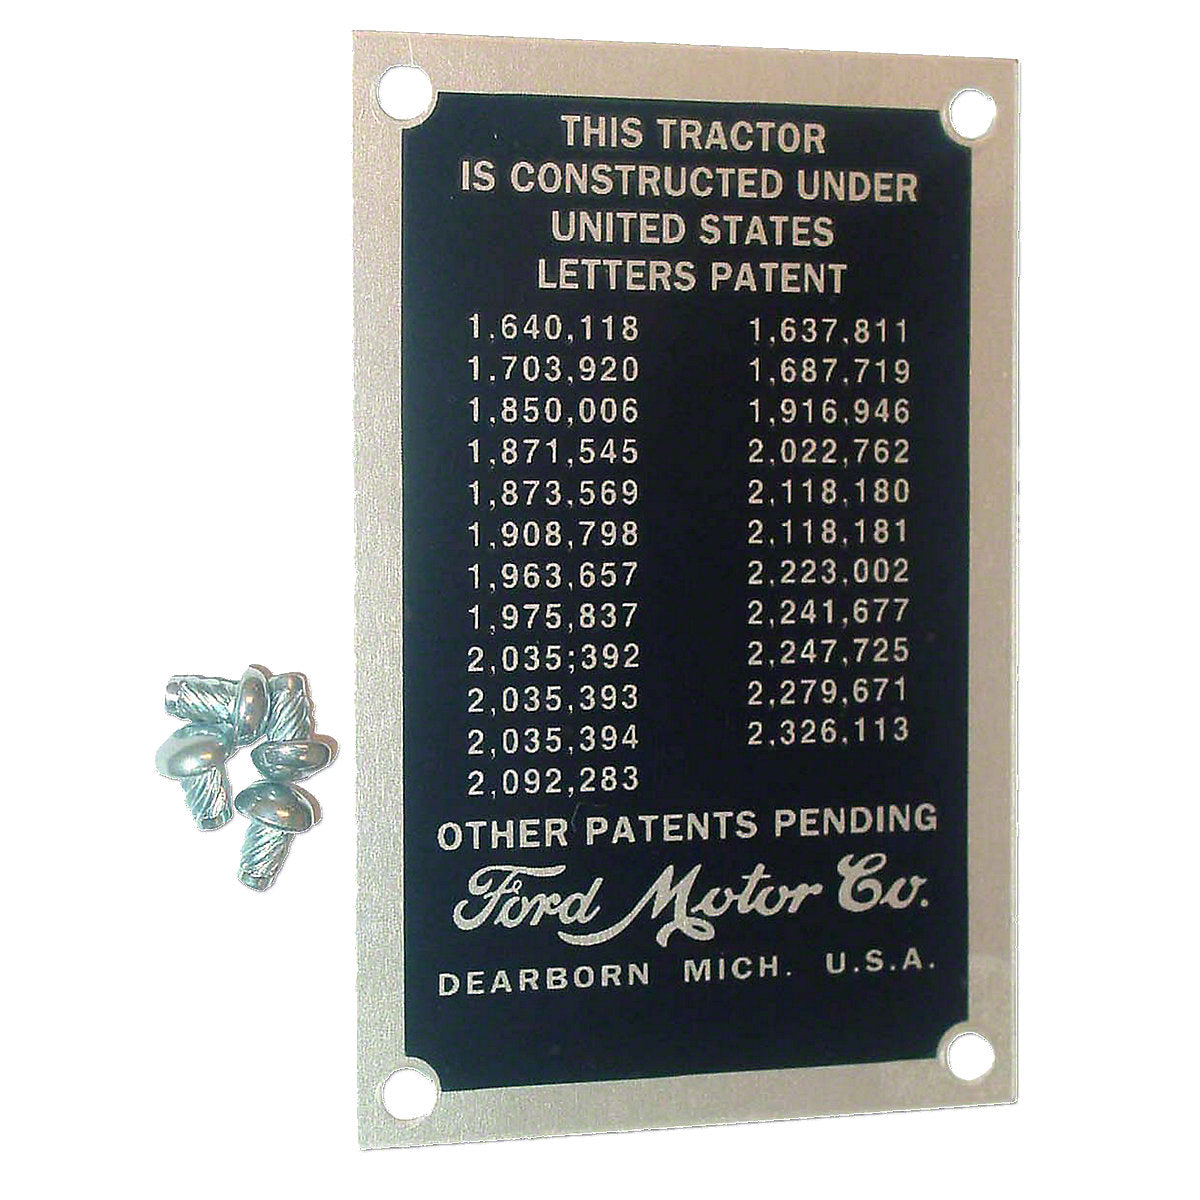 THIS TRACTOR
IS CONSTRUCTED UNDER
UNITED STATES
LETTERS PATENT
1,640,118 1,637,811
1,703,920 1,687,719
1,850,006 1,916,946
1,871,545 2,022,762
1,873,569 2,118,180
1,908,798 2,118,181
1,963,657 2,223,002
1,975,837 2,241,677
2,035;392 2,247,725
2,035,393 2,279,671
2,035,394 2,326,113
2,092,283
OTHER PATENTS PENDING
Ford Motor Co.
DEARBORN MICH. U.S.A.